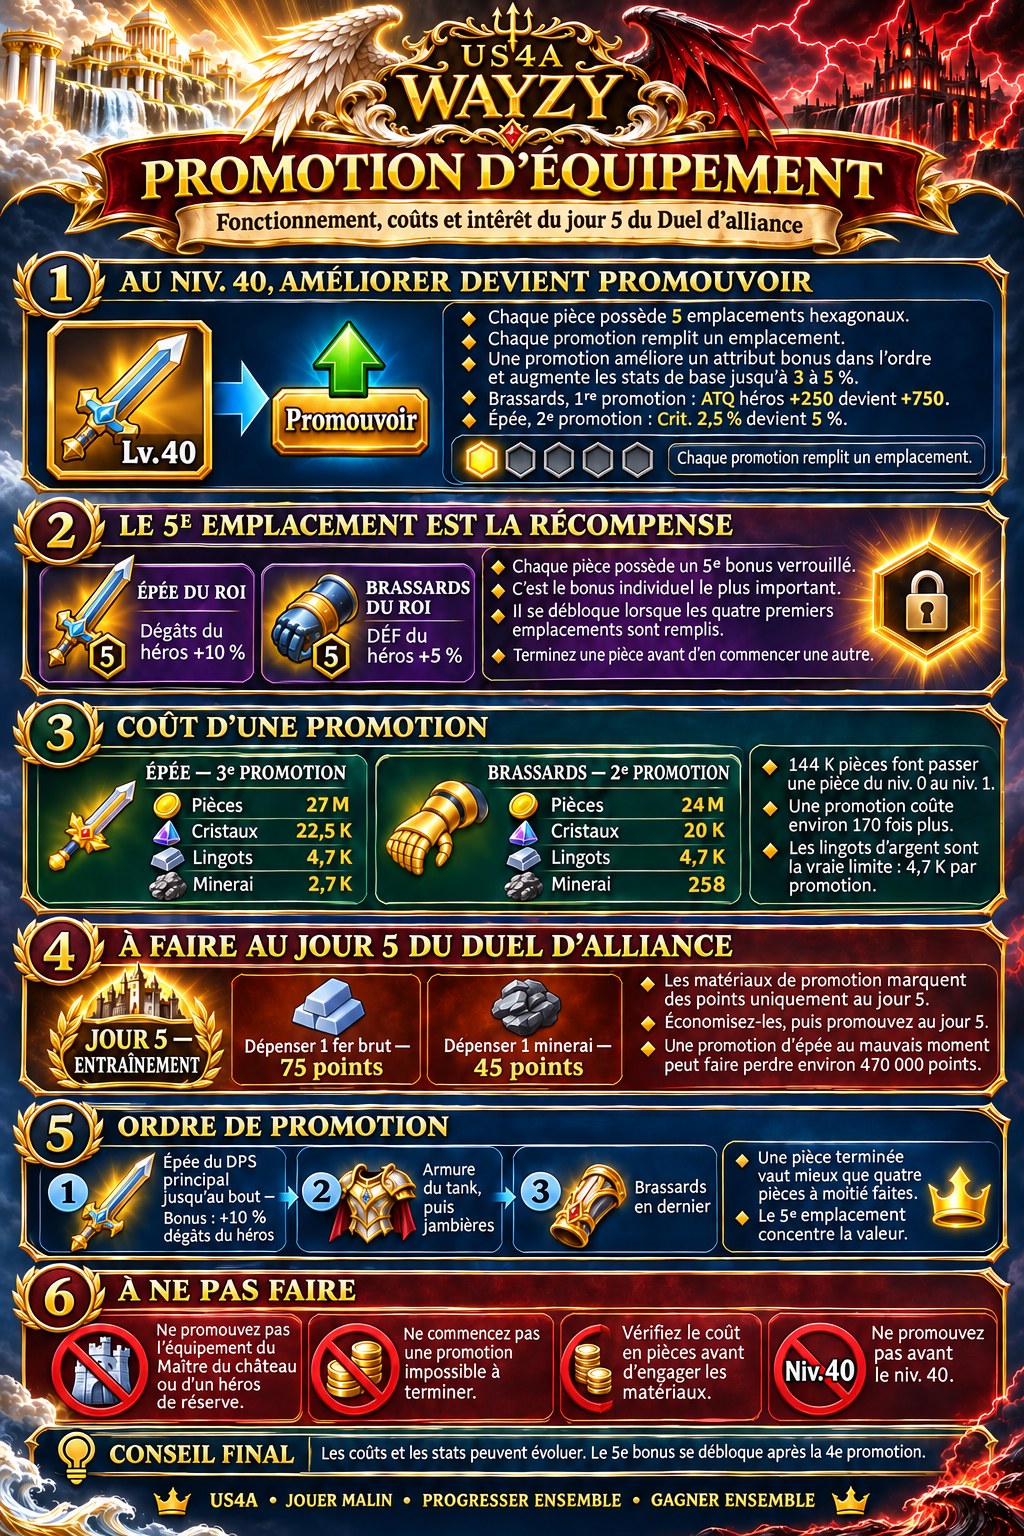 US4A
WAYZY
PROMOTION D'ÉQUIPEMENT
Fonctionnement, coûts et intérêt du jour 5 du Duel d'alliance
1
AU NIV. 40, AMÉLIORER DEVIENT PROMOUVOIR
Lv.40
Promouvoir
Chaque pièce possède 5 emplacements hexagonaux.
Chaque promotion remplit un emplacement.
Une promotion améliore un attribut bonus dans l'ordre
et augmente les stats de base jusqu'à 3 à 5 %.
Brassards, 1re promotion : ATQ héros +250 devient +750.
Épée, 2e promotion : Crit. 2,5 % devient 5 %.
Chaque promotion remplit un emplacement.
2
LE 5E EMPLACEMENT EST LA RÉCOMPENSE
5
ÉPÉE DU ROI
Dégâts du
héros +10 %
5
BRASSARDS
DU ROI
DÉF du
héros +5 %
Chaque pièce possède un 5e bonus verrouillé.
C'est le bonus individuel le plus important.
Il se débloque lorsque les quatre premiers
emplacements sont remplis.
Terminez une pièce avant d'en commencer une autre.
3
COÛT D'UNE PROMOTION
ÉPÉE — 3e PROMOTION
Pièces 27 M
Cristaux 22,5 K
Lingots 4,7 K
Minerai 2,7 K
BRASSARDS — 2e PROMOTION
Pièces 24 M
Cristaux 20 K
Lingots 4,7 K
Minerai 258
144 K pièces font passer
une pièce du niv. 0 au niv. 1.
Une promotion coûte
environ 170 fois plus.
Les lingots d'argent sont
la vraie limite : 4,7 K par
promotion.
4
À FAIRE AU JOUR 5 DU DUEL D'ALLIANCE
JOUR 5 —
ENTRAÎNEMENT
Dépenser 1 fer brut —
75 points
Dépenser 1 minerai —
45 points
Les matériaux de promotion marquent
des points uniquement au jour 5.
Économisez-les, puis promouvez au jour 5.
Une promotion d'épée au mauvais moment
peut faire perdre environ 470 000 points.
5
ORDRE DE PROMOTION
1
Épée du DPS
principal
jusqu'au bout —
Bonus : +10 %
dégâts du héros
2
Armure
du tank,
puis
jambières
3
Brassards
en dernier
Une pièce terminée
vaut mieux que quatre
pièces à moitié faites.
Le 5e emplacement
concentre la valeur.
6
À NE PAS FAIRE
Ne promouvez pas
l'équipement du
Maître du château
ou d'un héros
de réserve.
Ne commencez pas
une promotion
impossible à
terminer.
Vérifiez le coût
en pièces avant
d'engager les
matériaux.
Niv.40
Ne promouvez
pas avant
le niv. 40.
CONSEIL FINAL
Les coûts et les stats peuvent évoluer. Le 5e bonus se débloque après la 4e promotion.
US4A • JOUER MALIN • PROGRESSER ENSEMBLE • GAGNER ENSEMBLE